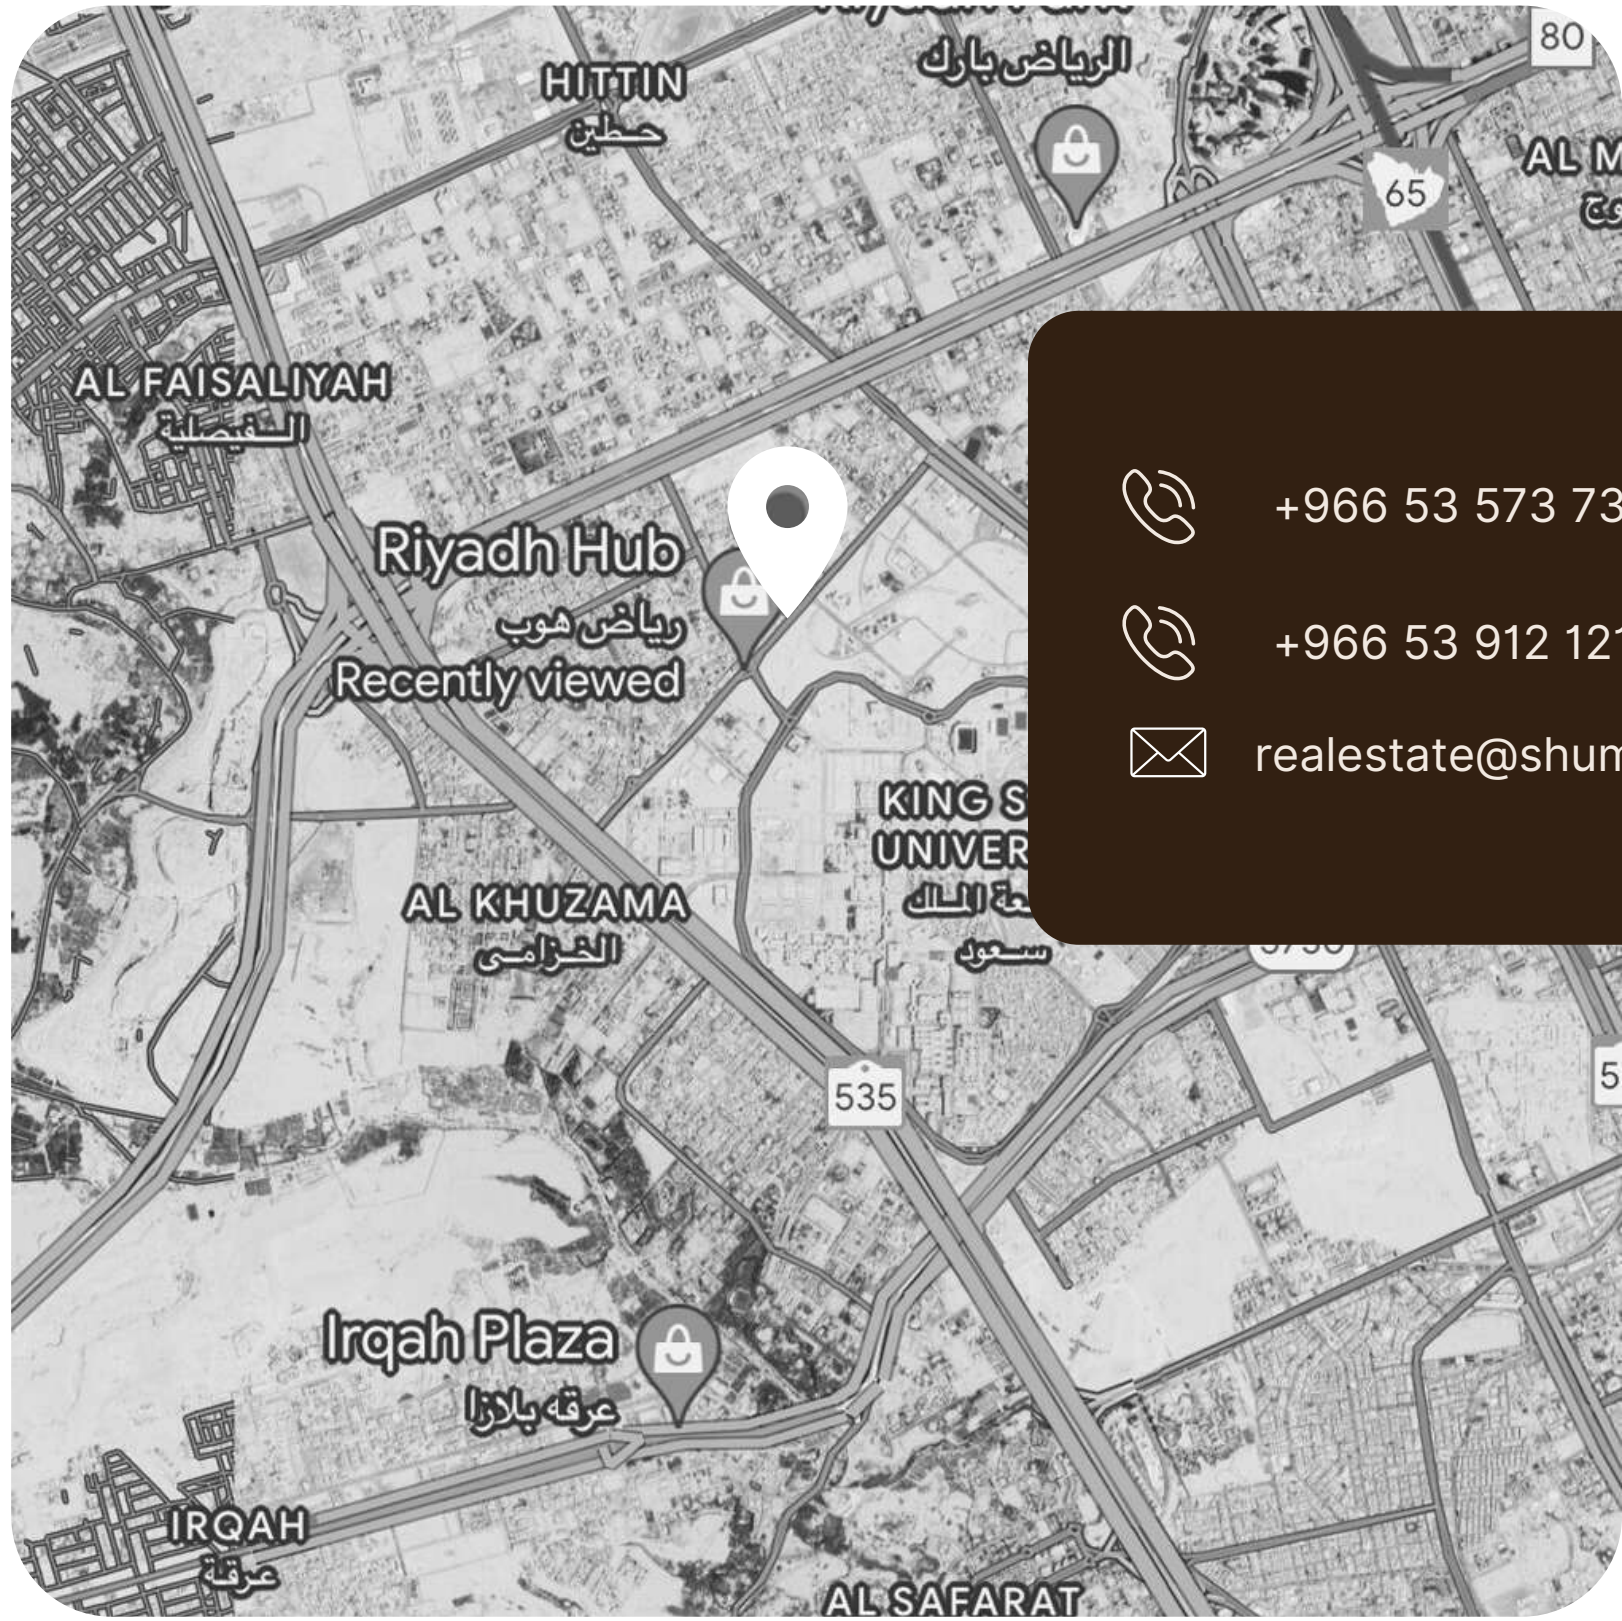 الرياض بارك
80
HITTIN
حطين
65
AL FAISALIYAH
الفيصلية
Riyadh Hub
رياض هوب
Recently viewed
+966 53 573 73
+966 53 912 12
realestate@shum
KING S
UNIVER
سعود
AL KHUZAMA
الخزامى
535
Irqah Plaza
عرقه بلازا
IRQAH
عرقة
AL SAFARAT